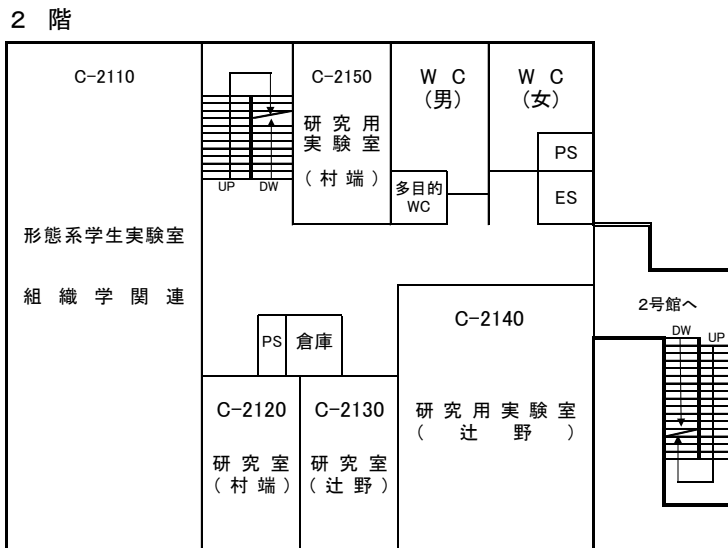 2 階
C-2110
形態系学生実験室
組織学関連
UP DW
C-2150
研究用
実験室
(村端)
WC
(男)
多目的
WC
WC
(女)
PS
ES
2号館へ
DW UP
PS
倉庫
C-2120
研究室
(村端)
C-2130
研究室
(辻野)
C-2140
研究用実験室
(辻野)